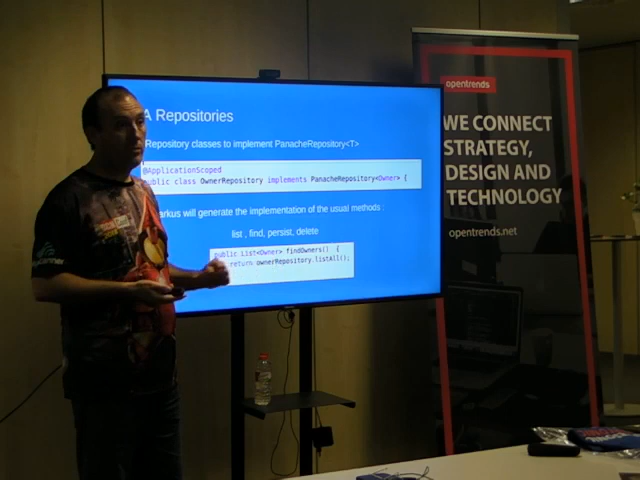 A Repositories
Repository classes to implement PanacheRepository<T>
@ApplicationScoped
public class OwnerRepository implements PanacheRepository<Owner> {
arkus will generate the implementation of the usual methods :
list , find, persist, delete
public List<Owner> findOwners() {
return ownerRepository.listAll();
opentrends
WE CONNECT
STRATEGY,
DESIGN AND
TECHNOLOGY
opentrends.net